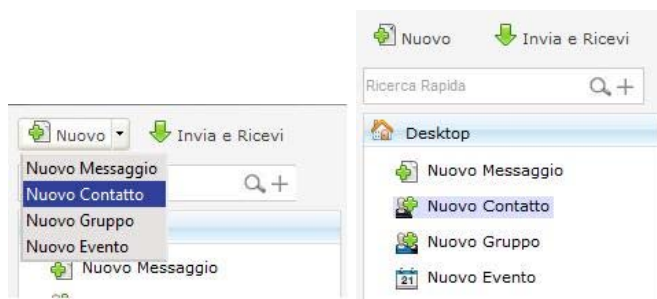 Nuovo
Invia e Ricevi
Nuovo Messaggio
Nuovo Contatto
Nuovo Gruppo
Nuovo Evento
Nuovo Messaggio
Nuovo
Invia e Ricevi
Ricerca Rapida
Desktop
Nuovo Messaggio
Nuovo Contatto
Nuovo Gruppo
21 Nuovo Evento